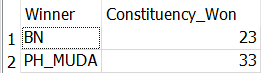 Winner Constituency_Won
1 BN 23
2 PH_MUDA 33